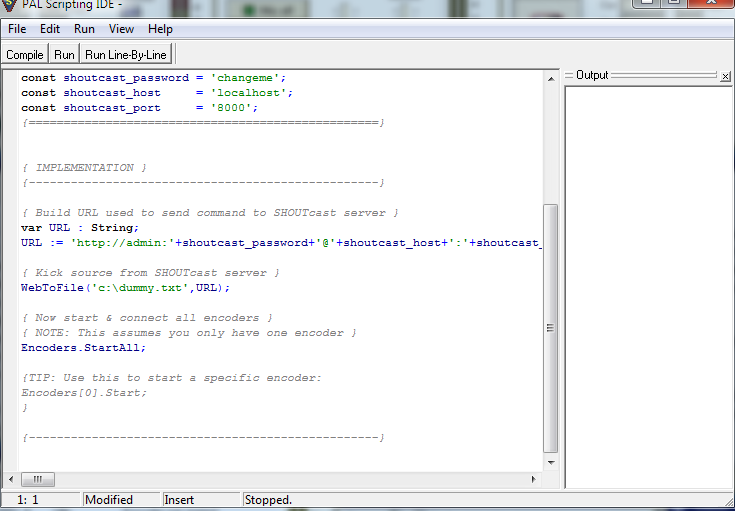 PAL Scripting IDE -
File Edit Run View Help
Compile Run Run Line-By-Line
Output
const shoutcast_password = 'changeme';
const shoutcast_host     = 'localhost';
const shoutcast_port     = '8000';
{==================================================}
{ IMPLEMENTATION }
{--------------------------------------------------}
{ Build URL used to send command to SHOUTcast server }
var URL : String;
URL := 'http://admin:'+shoutcast_password+'@'+shoutcast_host+':'+shoutcast_
{ Kick source from SHOUTcast server }
WebToFile('c:\dummy.txt',URL);
{ Now start & connect all encoders }
{ NOTE: This assumes you only have one encoder }
Encoders.StartAll;
{TIP: Use this to start a specific encoder:
Encoders[0].Start;
}
{--------------------------------------------------}
1: 1 Modified Insert Stopped.